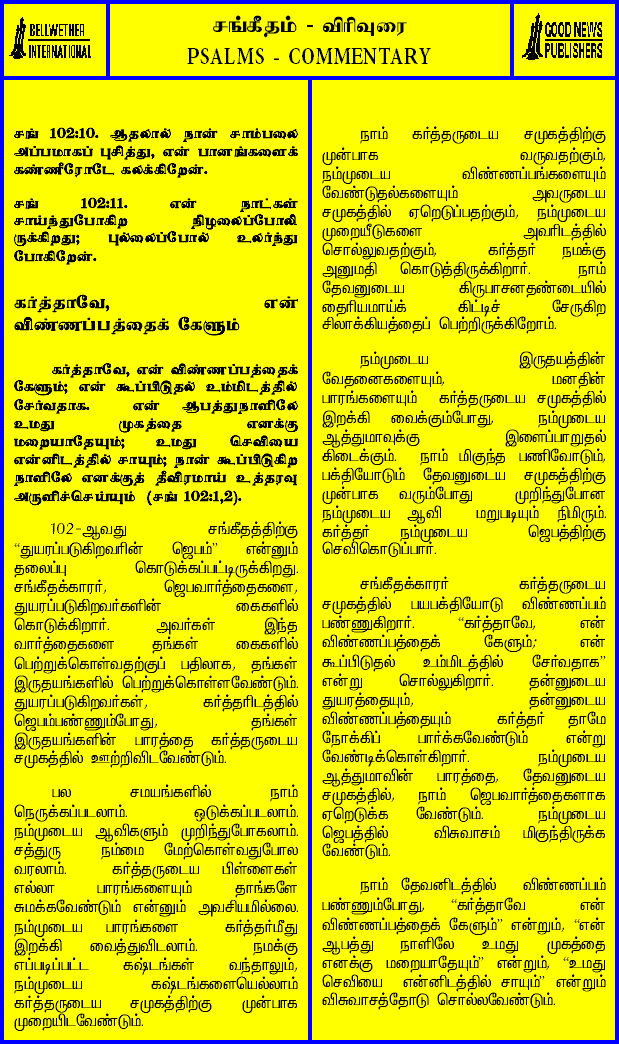 BELLWETHER
INTERNATIONAL
சங்கீதம் - விரிவுரை
PSALMS - COMMENTARY
GOOD NEWS
PUBLISHERS
சங் 102:10. ஆதலால் நான் சாம்பலை
அப்பமாகப் புசித்து, என் பானங்களைக்
கண்ணீரோடே கலக்கிறேன்.
சங் 102:11. என் நாட்கள்
சாய்ந்துபோகிற நிழலைப்போலி
ருக்கிறது; புல்லைப்போல் உலர்ந்து
போகிறேன்.
கர்த்தாவே, என்
விண்ணப்பத்தைக் கேளும்
கர்த்தாவே, என் விண்ணப்பத்தைக்
கேளும்; என் கூப்பிடுதல் உம்மிடத்தில்
சேர்வதாக. என் ஆபத்துநாளிலே
உமது முகத்தை எனக்கு
மறையாதேயும்; உமது செவியை
என்னிடத்தில் சாயும்; நான் கூப்பிடுகிற
நாளிலே எனக்குத் தீவிரமாய் உத்தரவு
அருளிச்செய்யும் (சங் 102:1,2).
102-ஆவது சங்கீதத்திற்கு
“துயரப்படுகிறவரின் ஜெபம்” என்னும்
தலைப்பு கொடுக்கப்பட்டிருக்கிறது.
சங்கீதக்காரர், ஜெபவார்த்தைகளை,
துயரப்படுகிறவர்களின் கைகளில்
கொடுக்கிறார். அவர்கள் இந்த
வார்த்தைகளை தங்கள் கைகளில்
பெற்றுக்கொள்வதற்குப் பதிலாக, தங்கள்
இருதயங்களில் பெற்றுக்கொள்ளவேண்டும்.
துயரப்படுகிறவர்கள், கர்த்தரிடத்தில்
ஜெபம்பண்ணும்போது, தங்கள்
இருதயங்களின் பாரத்தை கர்த்தருடைய
சமுகத்தில் ஊற்றிவிடவேண்டும்.
பல சமயங்களில் நாம்
நெருக்கப்படலாம். ஒடுக்கப்படலாம்.
நம்முடைய ஆவிகளும் முறிந்துபோகலாம்.
சத்துரு நம்மை மேற்கொள்வதுபோல
வரலாம். கர்த்தருடைய பிள்ளைகள்
எல்லா பாரங்களையும் தாங்களே
சுமக்கவேண்டும் என்னும் அவசியமில்லை.
நம்முடைய பாரங்களை கர்த்தர்மீது
இறக்கி வைத்துவிடலாம். நமக்கு
எப்படிப்பட்ட கஷ்டங்கள் வந்தாலும்,
நம்முடைய கஷ்டங்களையெல்லாம்
கர்த்தருடைய சமுகத்திற்கு முன்பாக
முறையிடவேண்டும்.
நாம் கர்த்தருடைய சமுகத்திற்கு
முன்பாக வருவதற்கும்,
நம்முடைய விண்ணப்பங்களையும்
வேண்டுதல்களையும் அவருடைய
சமுகத்தில் ஏறெடுப்பதற்கும், நம்முடைய
முறையீடுகளை அவரிடத்தில்
சொல்லுவதற்கும், கர்த்தர் நமக்கு
அனுமதி கொடுத்திருக்கிறார். நாம்
தேவனுடைய கிருபாசனதண்டையில்
தைரியமாய்க் கிட்டிச் சேருகிற
சிலாக்கியத்தைப் பெற்றிருக்கிறோம்.
நம்முடைய இருதயத்தின்
வேதனைகளையும், மனதின்
பாரங்களையும் கர்த்தருடைய சமுகத்தில்
இறக்கி வைக்கும்போது, நம்முடைய
ஆத்துமாவுக்கு இளைப்பாறுதல்
கிடைக்கும். நாம் மிகுந்த பணிவோடும்,
பக்தியோடும் தேவனுடைய சமுகத்திற்கு
முன்பாக வரும்போது முறிந்துபோன
நம்முடைய ஆவி மறுபடியும் நிமிரும்.
கர்த்தர் நம்முடைய ஜெபத்திற்கு
செவிகொடுப்பார்.
சங்கீதக்காரர் கர்த்தருடைய
சமுகத்தில் பயபக்தியோடு விண்ணப்பம்
பண்ணுகிறார். “கர்த்தாவே, என்
விண்ணப்பத்தைக் கேளும்; என்
கூப்பிடுதல் உம்மிடத்தில் சேர்வதாக”
என்று சொல்லுகிறார். தன்னுடைய
துயரத்தையும், தன்னுடைய
விண்ணப்பத்தையும் கர்த்தர் தாமே
நோக்கிப் பார்க்கவேண்டும் என்று
வேண்டிக்கொள்கிறார். நம்முடைய
ஆத்துமாவின் பாரத்தை, தேவனுடைய
சமுகத்தில், நாம் ஜெபவார்த்தைகளாக
ஏறெடுக்க வேண்டும். நம்முடைய
ஜெபத்தில் விசுவாசம் மிகுந்திருக்க
வேண்டும்.
நாம் தேவனிடத்தில் விண்ணப்பம்
பண்ணும்போது, “கர்த்தாவே என்
விண்ணப்பத்தைக் கேளும்” என்றும், “என்
ஆபத்து நாளிலே உமது முகத்தை
எனக்கு மறையாதேயும்” என்றும், “உமது
செவியை என்னிடத்தில் சாயும்” என்றும்
விசுவாசத்தோடு சொல்லவேண்டும்.